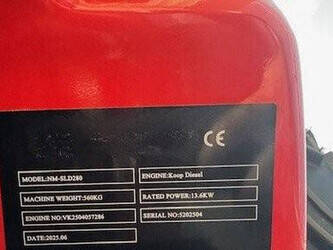 CE
MODEL:NM-SLD280 ENGINE:Koop Diesel
MACHINE WEIGHT:560KG RATED POWER:13.6KW
ENGINE NO:VK2504057286 SERIAL NO:5202504
DATE:2025.06